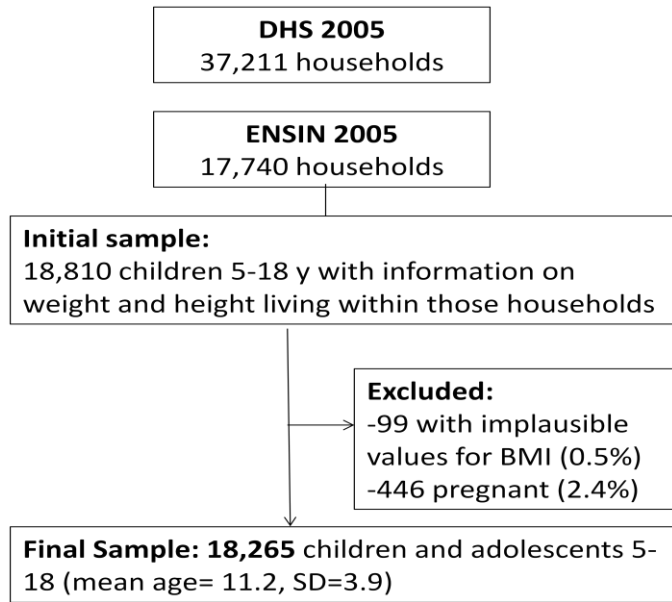 DHS 2005
37,211 households
ENSIN 2005
17,740 households
Initial sample:
18,810 children 5-18 y with information on
weight and height living within those households
Excluded:
-99 with implausible
values for BMI (0.5%)
-446 pregnant (2.4%)
Final Sample: 18,265 children and adolescents 5-
18 (mean age= 11.2, SD=3.9)